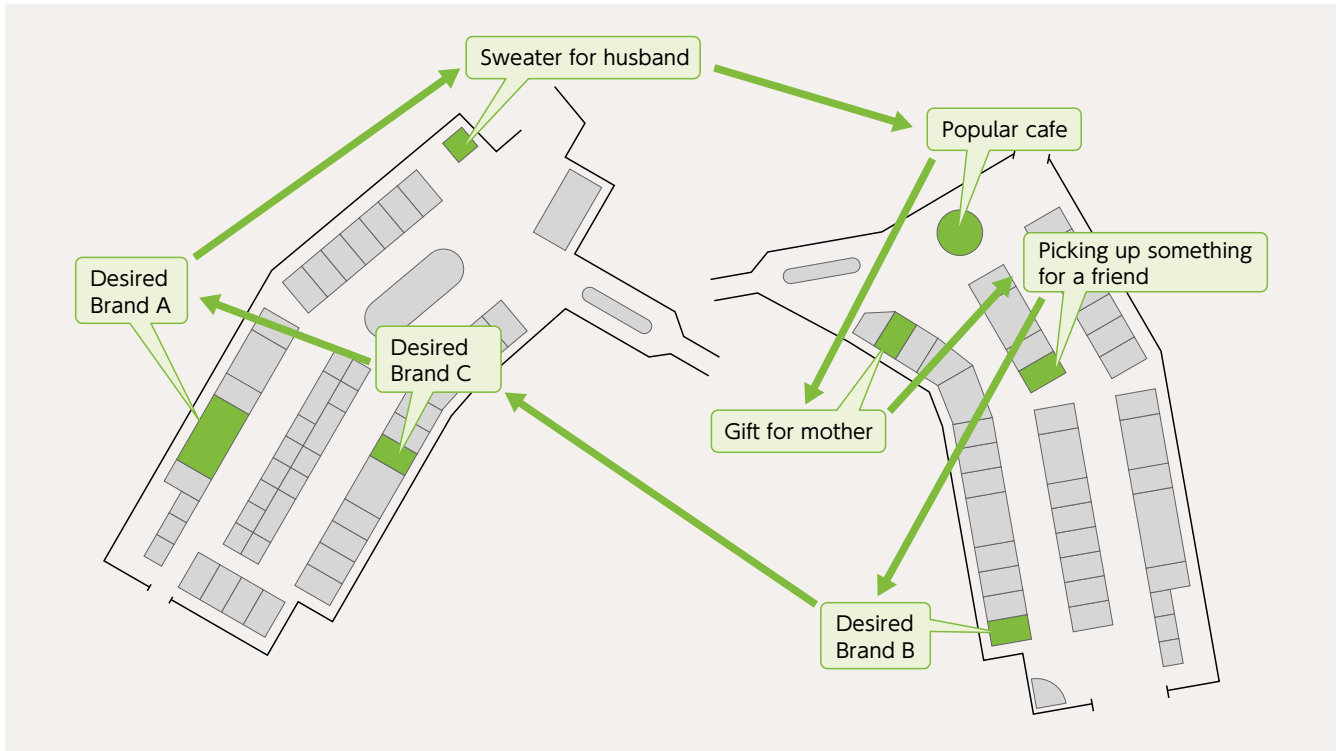 Sweater for husband
Popular cafe
Picking up something
for a friend
Desired
Brand A
Desired
Brand C
Gift for mother
Desired
Brand B